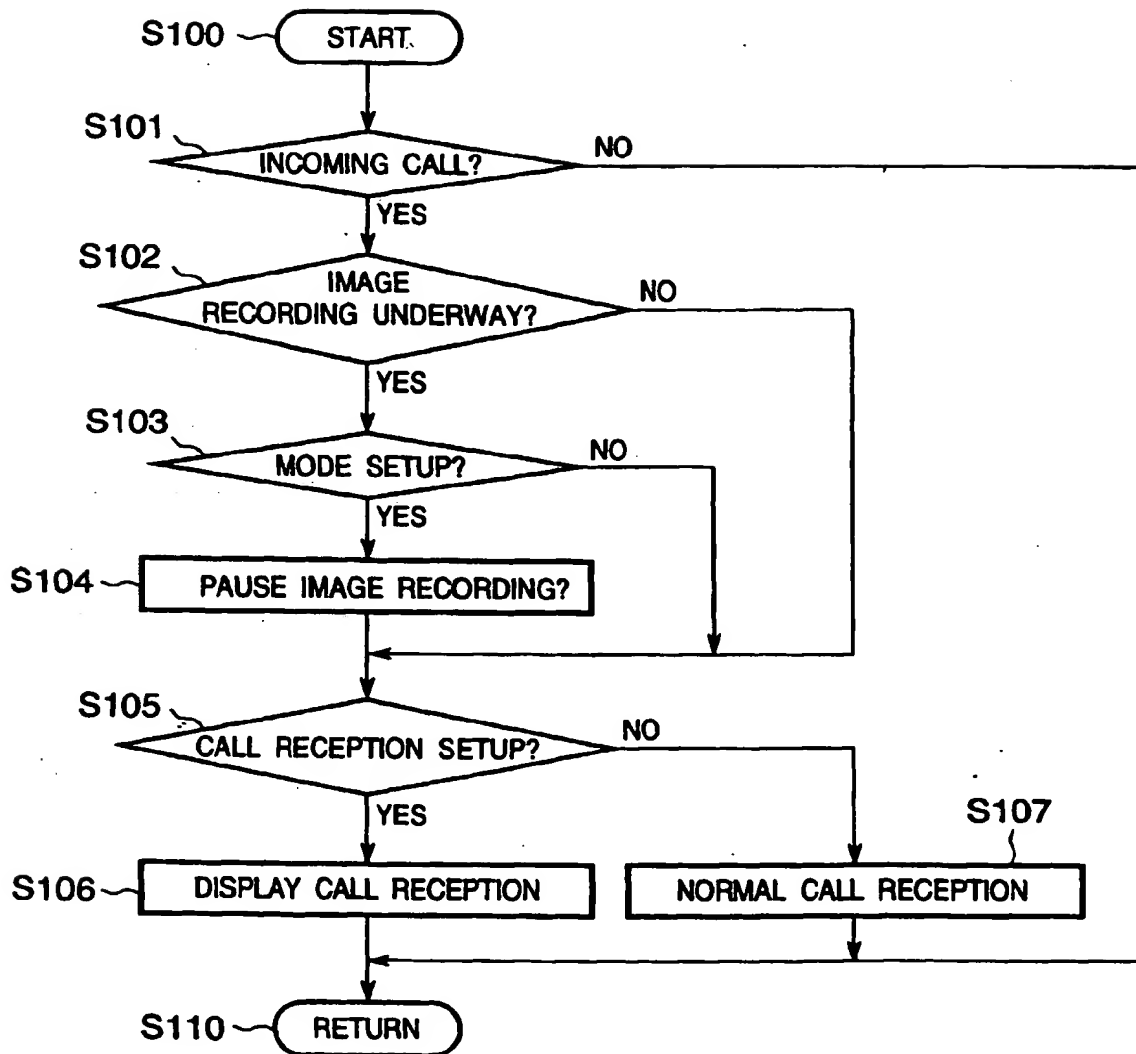 S100
START
S101
INCOMING CALL?
NO
YES
S102
IMAGE
RECORDING UNDERWAY?
NO
YES
S103
MODE SETUP?
NO
YES
S104
PAUSE IMAGE RECORDING?
S105
CALL RECEPTION SETUP?
NO
YES
S107
S106
DISPLAY CALL RECEPTION
NORMAL CALL RECEPTION
S110
RETURN